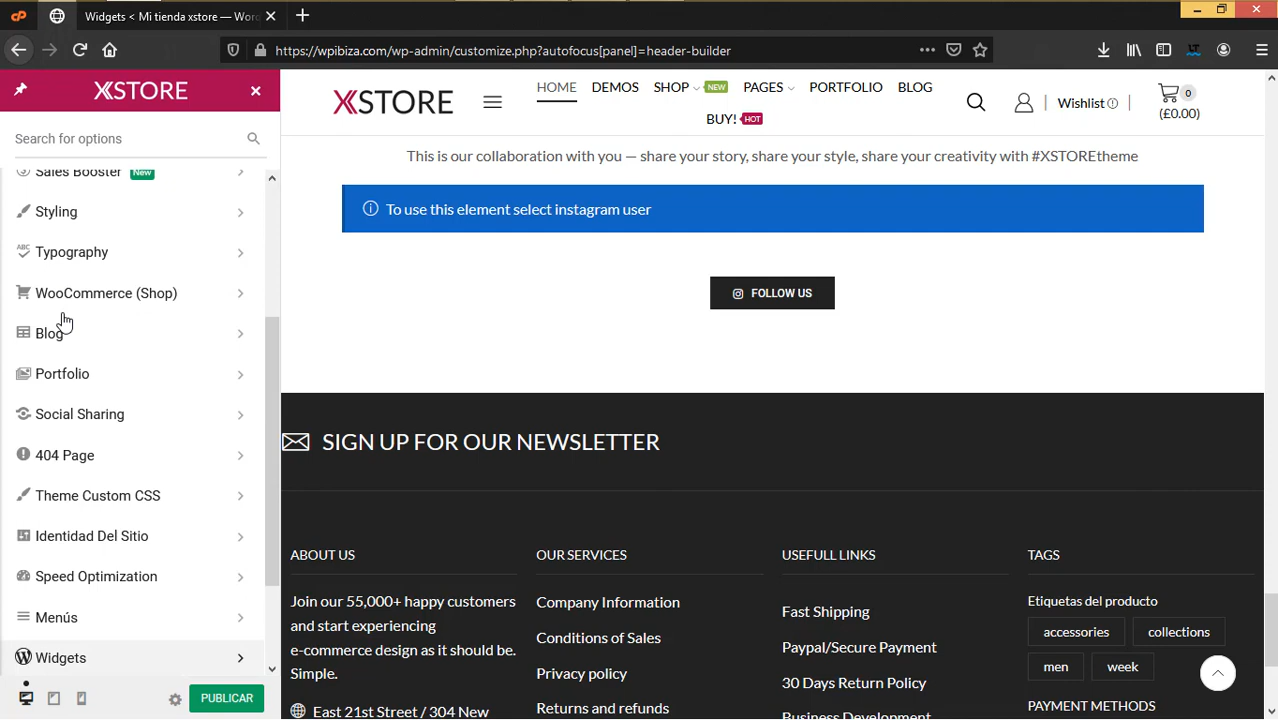 Widgets < Mi tienda xstore — Wor
https://wpibiza.com/wp-admin/customize.php?autofocus[panel]=header-builder
XSTORE
Search for options
Sales Booster New
Styling
Typography
WooCommerce (Shop)
Blog
Portfolio
Social Sharing
404 Page
Theme Custom CSS
Identidad Del Sitio
Speed Optimization
Menús
Widgets
PUBLICAR
XSTORE
HOME DEMOS SHOP NEW PAGES PORTFOLIO BLOG
BUY! HOT
Wishlist
0
(£0.00)
This is our collaboration with you — share your story, share your style, share your creativity with #XSTOREtheme
To use this element select instagram user
FOLLOW US
SIGN UP FOR OUR NEWSLETTER
ABOUT US
Join our 55,000+ happy customers
and start experiencing
e-commerce design as it should be.
Simple.
East 21st Street / 304 New
OUR SERVICES
Company Information
Conditions of Sales
Privacy policy
Returns and refunds
USEFULL LINKS
Fast Shipping
Paypal/Secure Payment
30 Days Return Policy
Business Development
TAGS
Etiquetas del producto
accessories collections
men week
PAYMENT METHODS